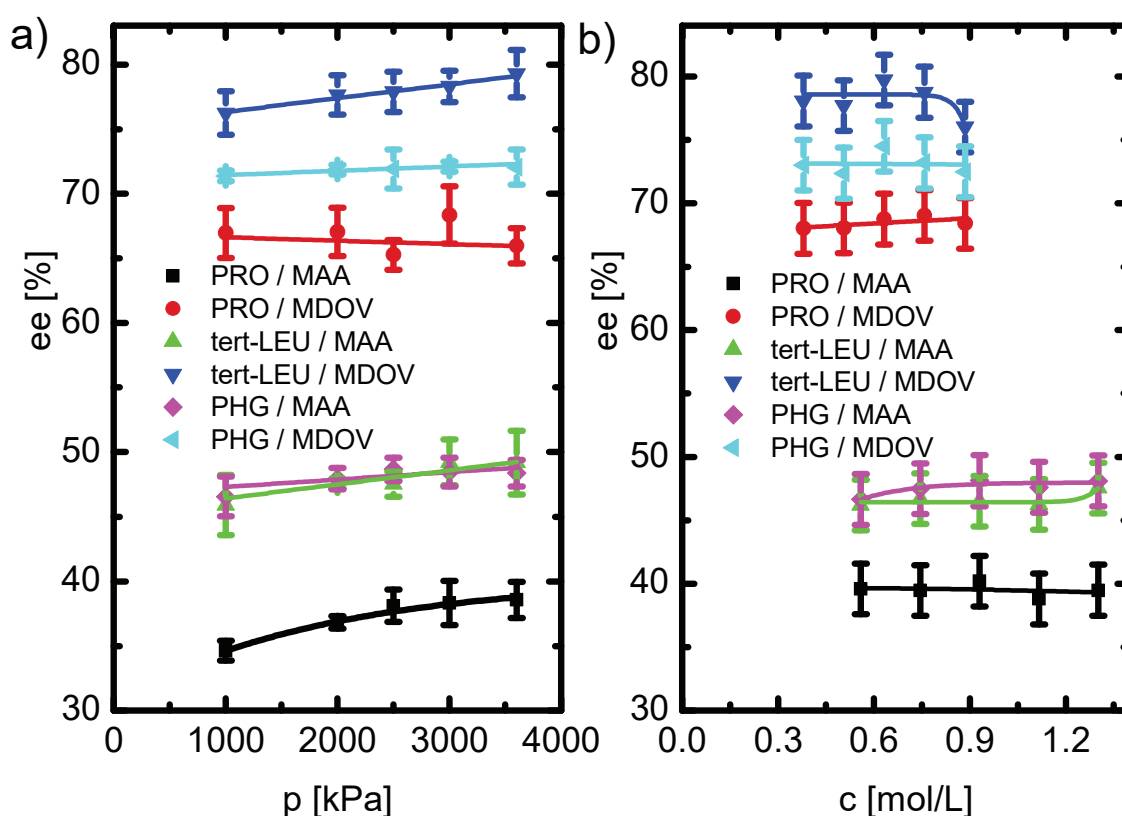 a)
ee [%]
80
70
60
50
40
30
PRO / MAA
PRO / MDOV
tert-LEU / MAA
tert-LEU / MDOV
PHG / MAA
PHG / MDOV
0 1000 2000 3000 4000
p [kPa]
b)
ee [%]
80
70
60
50
40
30
PRO / MAA
PRO / MDOV
tert-LEU / MAA
tert-LEU / MDOV
PHG / MAA
PHG / MDOV
0.0 0.3 0.6 0.9 1.2
c [mol/L]